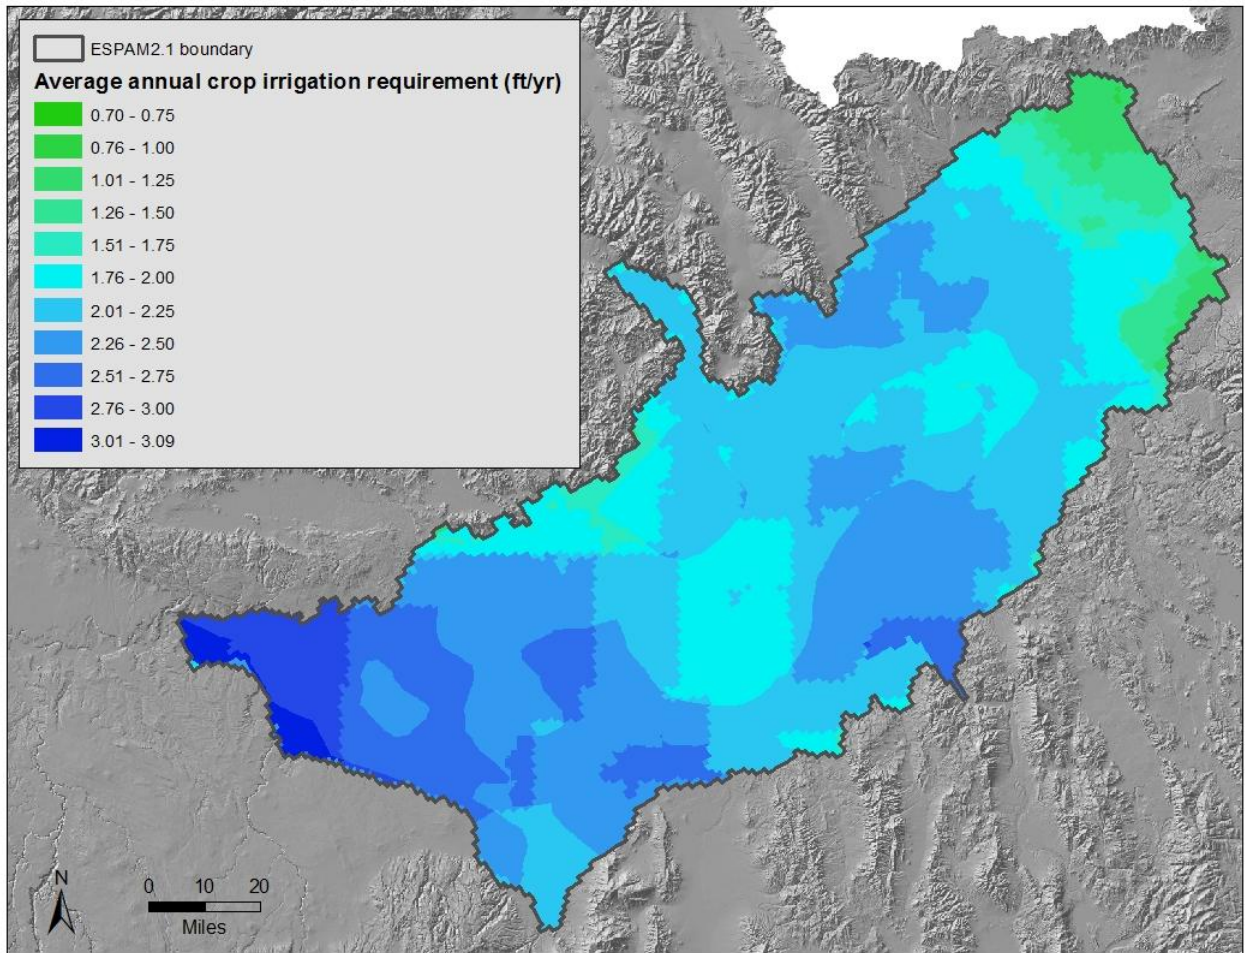 ESPAM2.1 boundary
Average annual crop irrigation requirement (ft/yr)
0.70 - 0.75
0.76 - 1.00
1.01 - 1.25
1.26 - 1.50
1.51 - 1.75
1.76 - 2.00
2.01 - 2.25
2.26 - 2.50
2.51 - 2.75
2.76 - 3.00
3.01 - 3.09
N
0 10 20
Miles